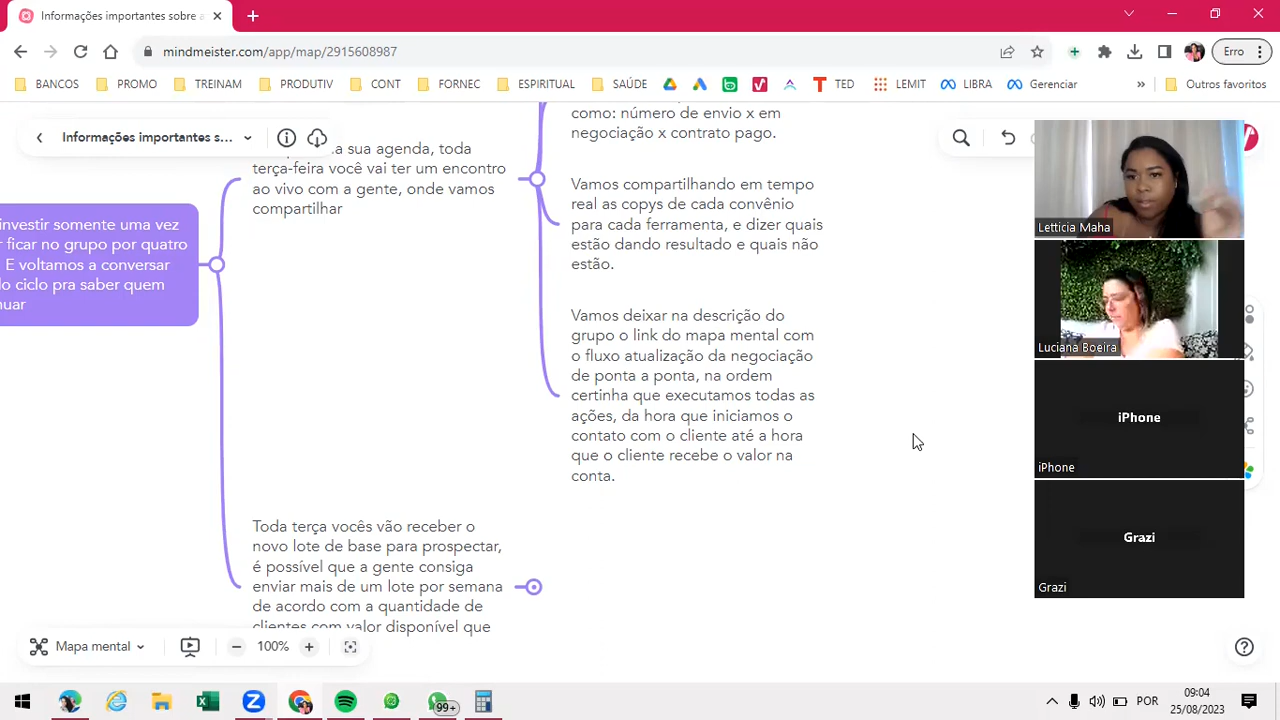 Informações importantes sobre a
mindmeister.com/app/map/2915608987
Erro
BANCOS
PROMO
TREINAM
PRODUTIV
CONT
FORNEC
ESPIRITUAL
SAÚDE
TED
LEMIT
LIBRA
Gerenciar
»
Outros favoritos
Informações importantes s...
investir somente uma vez
r ficar no grupo por quatro
. E voltamos a conversar
lo ciclo pra saber quem
nuar
a sua agenda, toda
terça-feira você vai ter um encontro
ao vivo com a gente, onde vamos
compartilhar
como: número de envio x em
negociação x contrato pago.
Vamos compartilhando em tempo
real as copys de cada convênio
para cada ferramenta, e dizer quais
estão dando resultado e quais não
estão.
Vamos deixar na descrição do
grupo o link do mapa mental com
o fluxo atualização da negociação
de ponta a ponta, na ordem
certinha que executamos todas as
ações, da hora que iniciamos o
contato com o cliente até a hora
que o cliente recebe o valor na
conta.
Toda terça vocês vão receber o
novo lote de base para prospectar,
é possível que a gente consiga
enviar mais de um lote por semana
de acordo com a quantidade de
clientes com valor disponível que
Letticia Maha
Luciana Boeira
iPhone
iPhone
Grazi
Grazi
Mapa mental
100%
99+
POR
09:04
25/08/2023